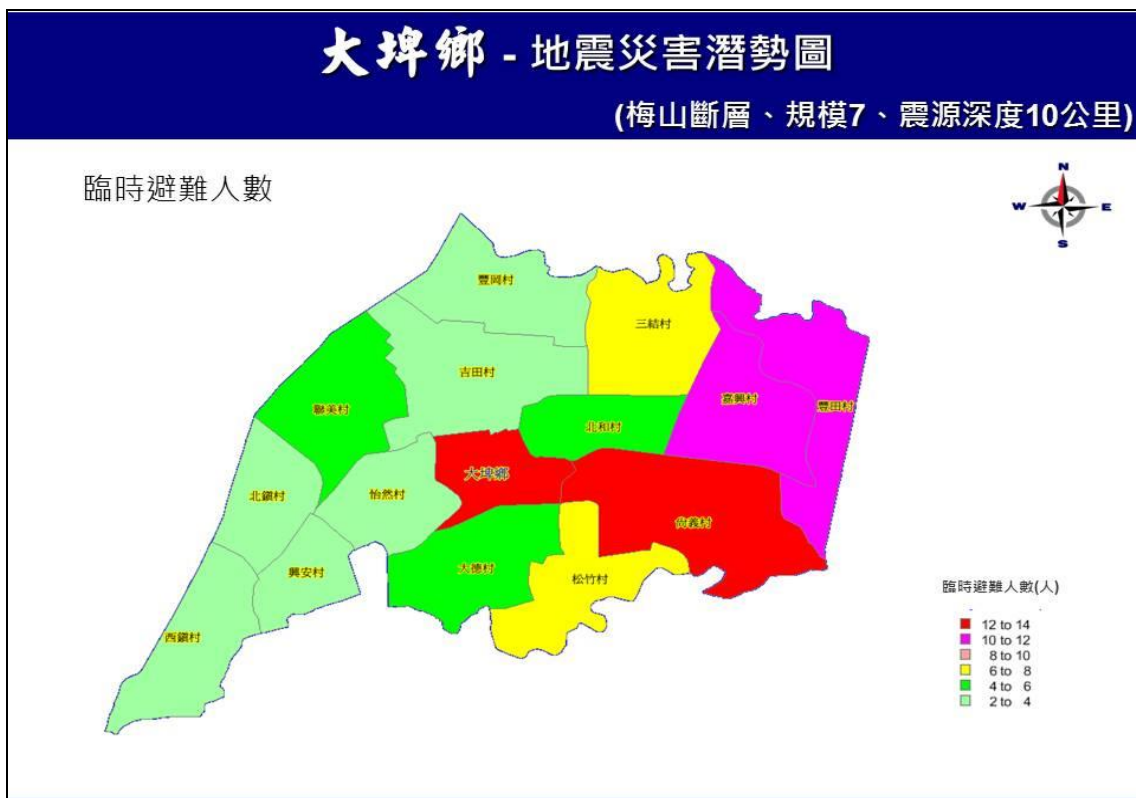 大埤鄉 - 地震災害潛勢圖
(梅山斷層、規模7、震源深度10公里)
臨時避難人數
N
W E
S
豐岡村
三結村
吉田村
聯美村
嘉興村
豐田村
北和村
大埤鄉
北鎮村
怡然村
尚義村
興安村
大德村
松竹村
西鎮村
臨時避難人數(人)
12 to 14
10 to 12
8 to 10
6 to 8
4 to 6
2 to 4